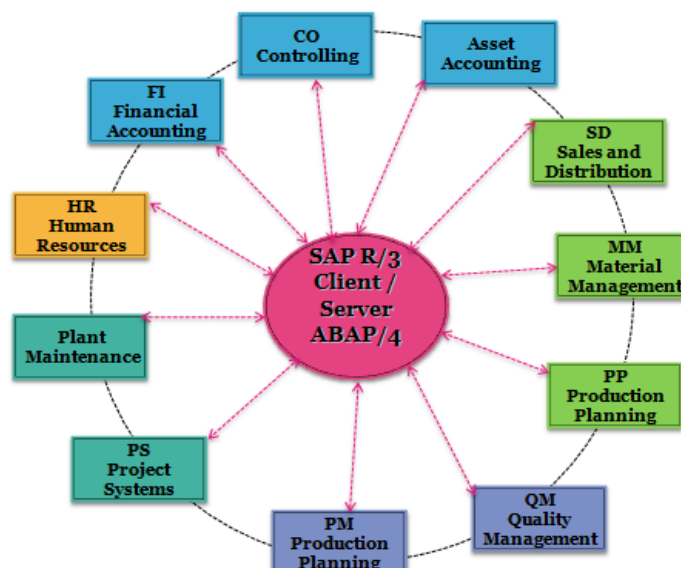 CO
Controlling
Asset
Accounting
FI
Financial
Accounting
SD
Sales and
Distribution
HR
Human
Resources
SAP R/3
Client /
Server
ABAP/4
MM
Material
Management
Plant
Maintenance
PP
Production
Planning
PS
Project
Systems
QM
Quality
Management
PM
Production
Planning